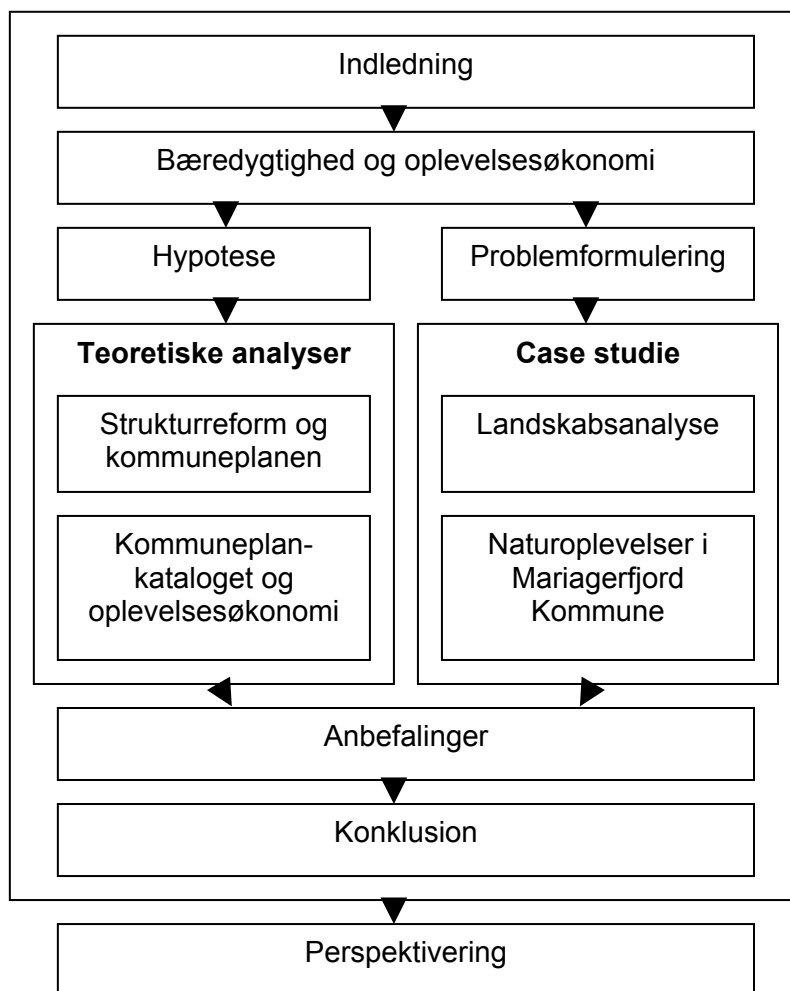 Indledning
Bæredygtighed og oplevelsesøkonomi
Hypotese
Problemformulering
Teoretiske analyser
Strukturreform og
kommuneplanen
Kommuneplan-
kataloget og
oplevelsesøkonomi
Case studie
Landskabsanalyse
Naturoplevelser i
Mariagerfjord
Kommune
Anbefalinger
Konklusion
Perspektivering